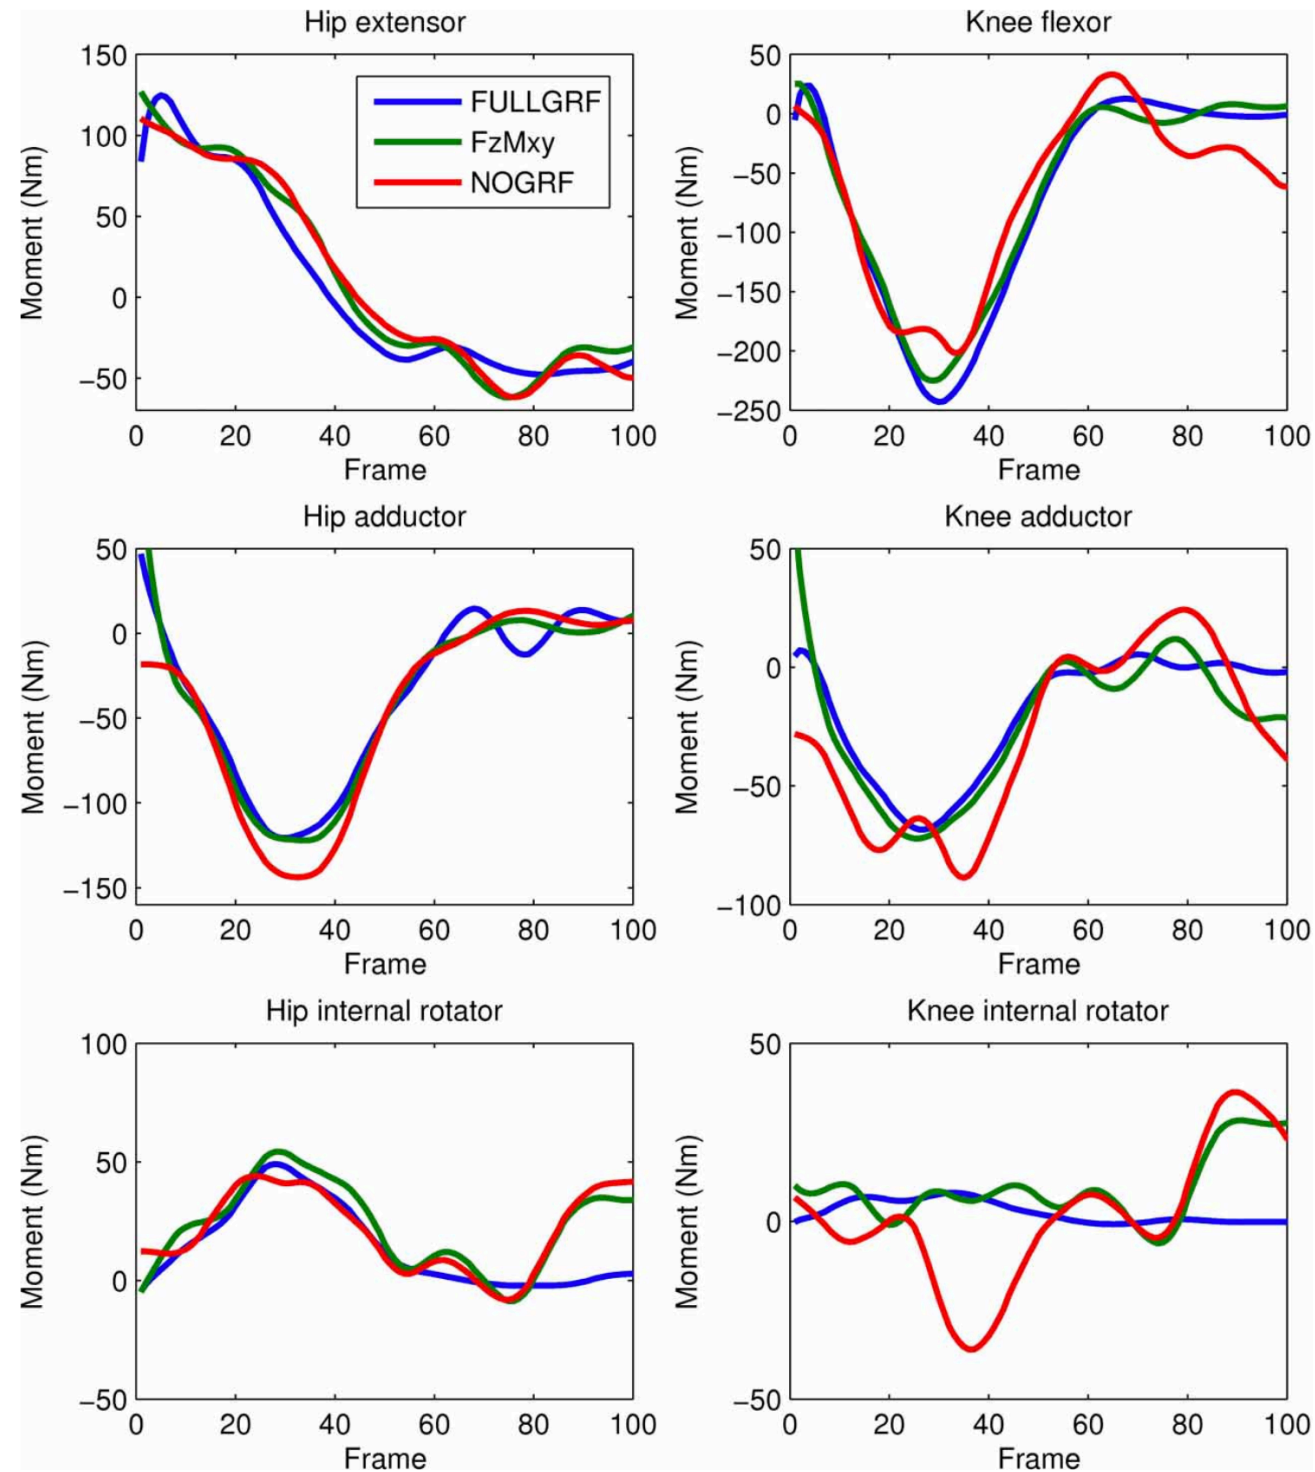 Hip extensor
150
100
50
0
−50
Moment (Nm)
FULLGRF
FzMxy
NOGRF
0 20 40 60 80 100
Frame
Knee flexor
50
0
−50
−100
−150
−200
−250
Moment (Nm)
0 20 40 60 80 100
Frame
Hip adductor
50
0
−50
−100
−150
Moment (Nm)
0 20 40 60 80 100
Frame
Knee adductor
50
0
−50
−100
Moment (Nm)
0 20 40 60 80 100
Frame
Hip internal rotator
100
50
0
−50
Moment (Nm)
0 20 40 60 80 100
Frame
Knee internal rotator
50
0
−50
Moment (Nm)
0 20 40 60 80 100
Frame